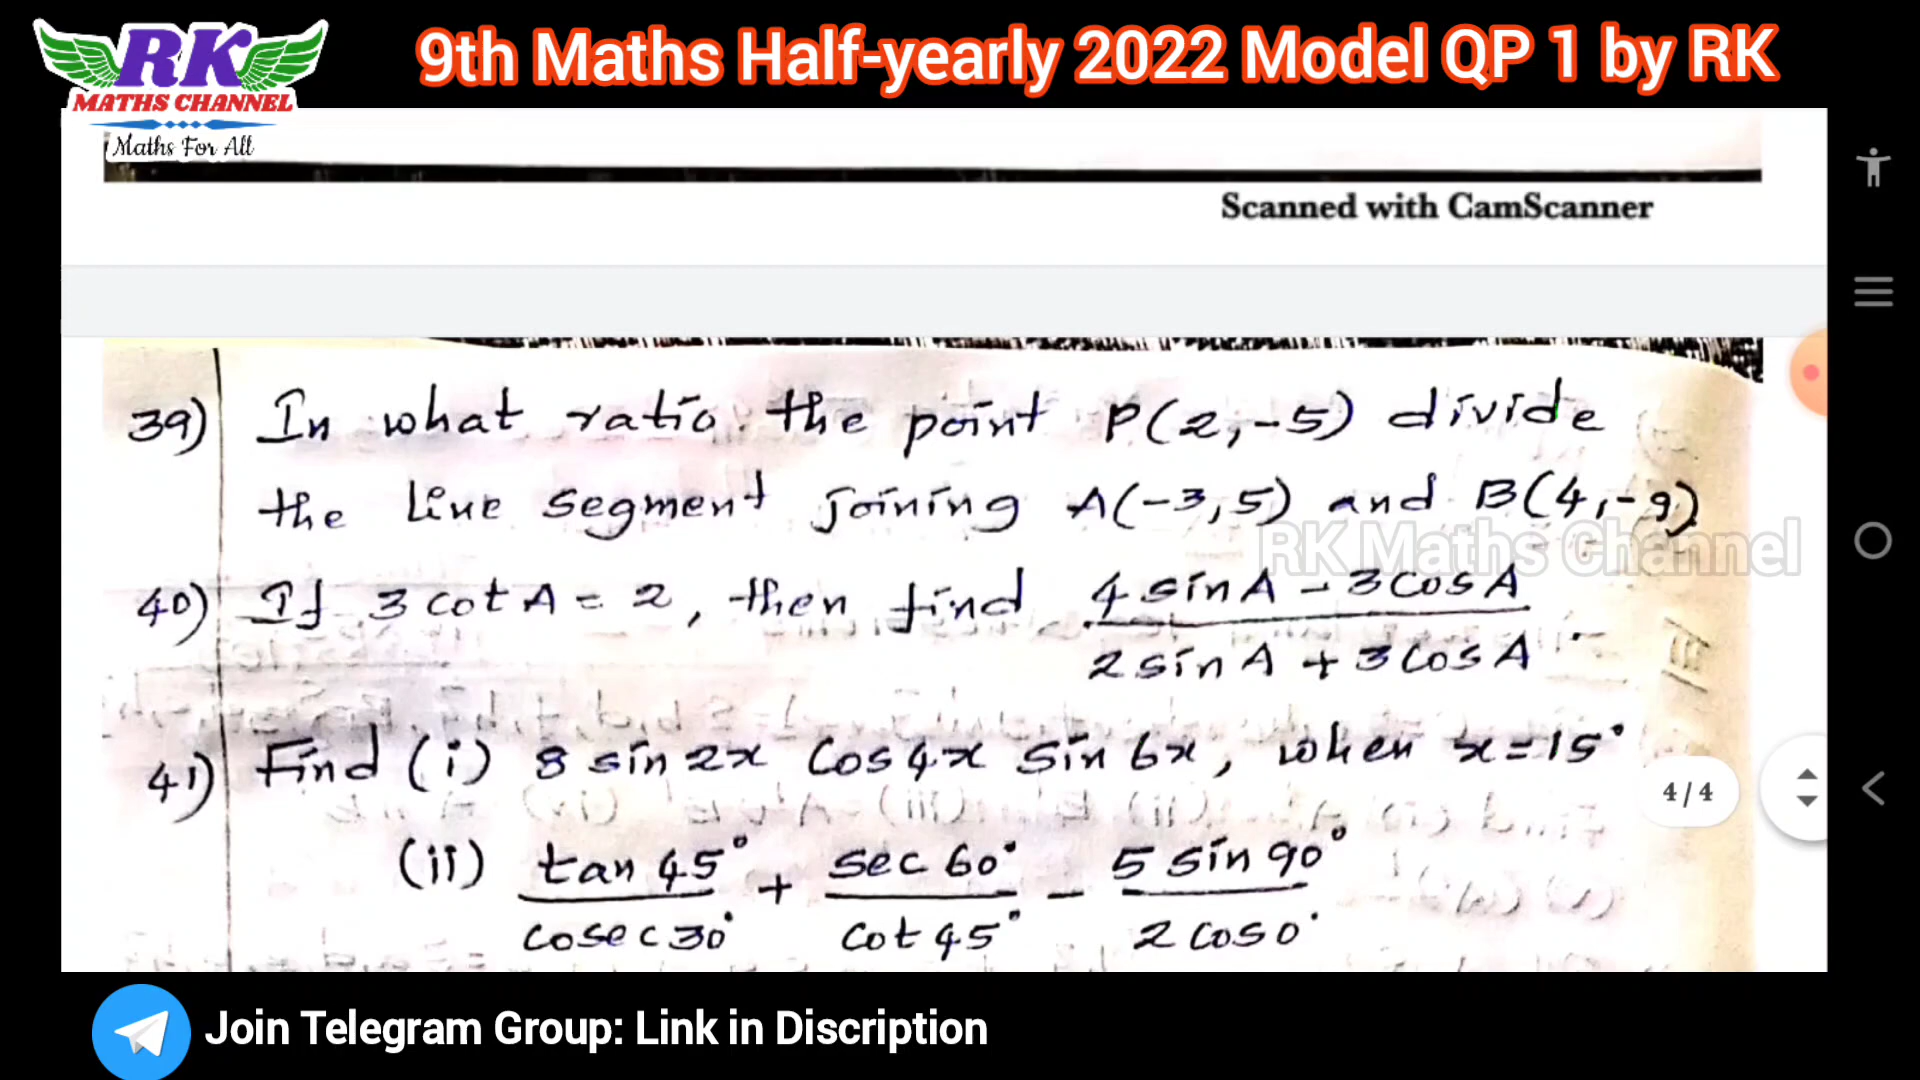 RK
MATHS CHANNEL
Maths For All
9th Maths Half-yearly 2022 Model QP 1 by RK
Scanned with CamScanner
39) In what ratio the point P(2,-5) divide
the line segment joining A(-3,5) and B(4,-9)
RK Maths Channel
40) If 3 cot A = 2, then find 4 sin A - 3 cos A
2 sin A + 3 cos A
41) Find (i) 8 sin 2x cos 4x sin 6x, when x=15°
4/4
(ii) tan 45° + sec 60° - 5 sin 90°
cosec 30° cot 45° 2 cos 0°
Join Telegram Group: Link in Discription